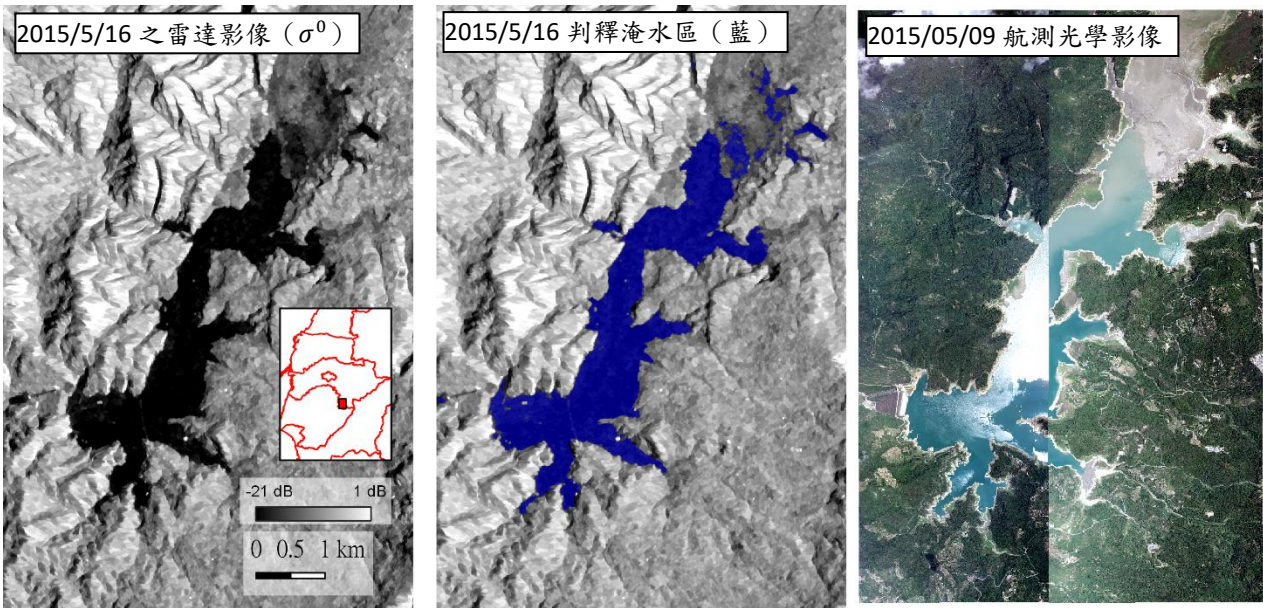 2015/5/16 之雷達影像（σ⁰）
2015/5/16 判釋淹水區（藍）
2015/05/09 航測光學影像
-21 dB 1 dB
0 0.5 1 km